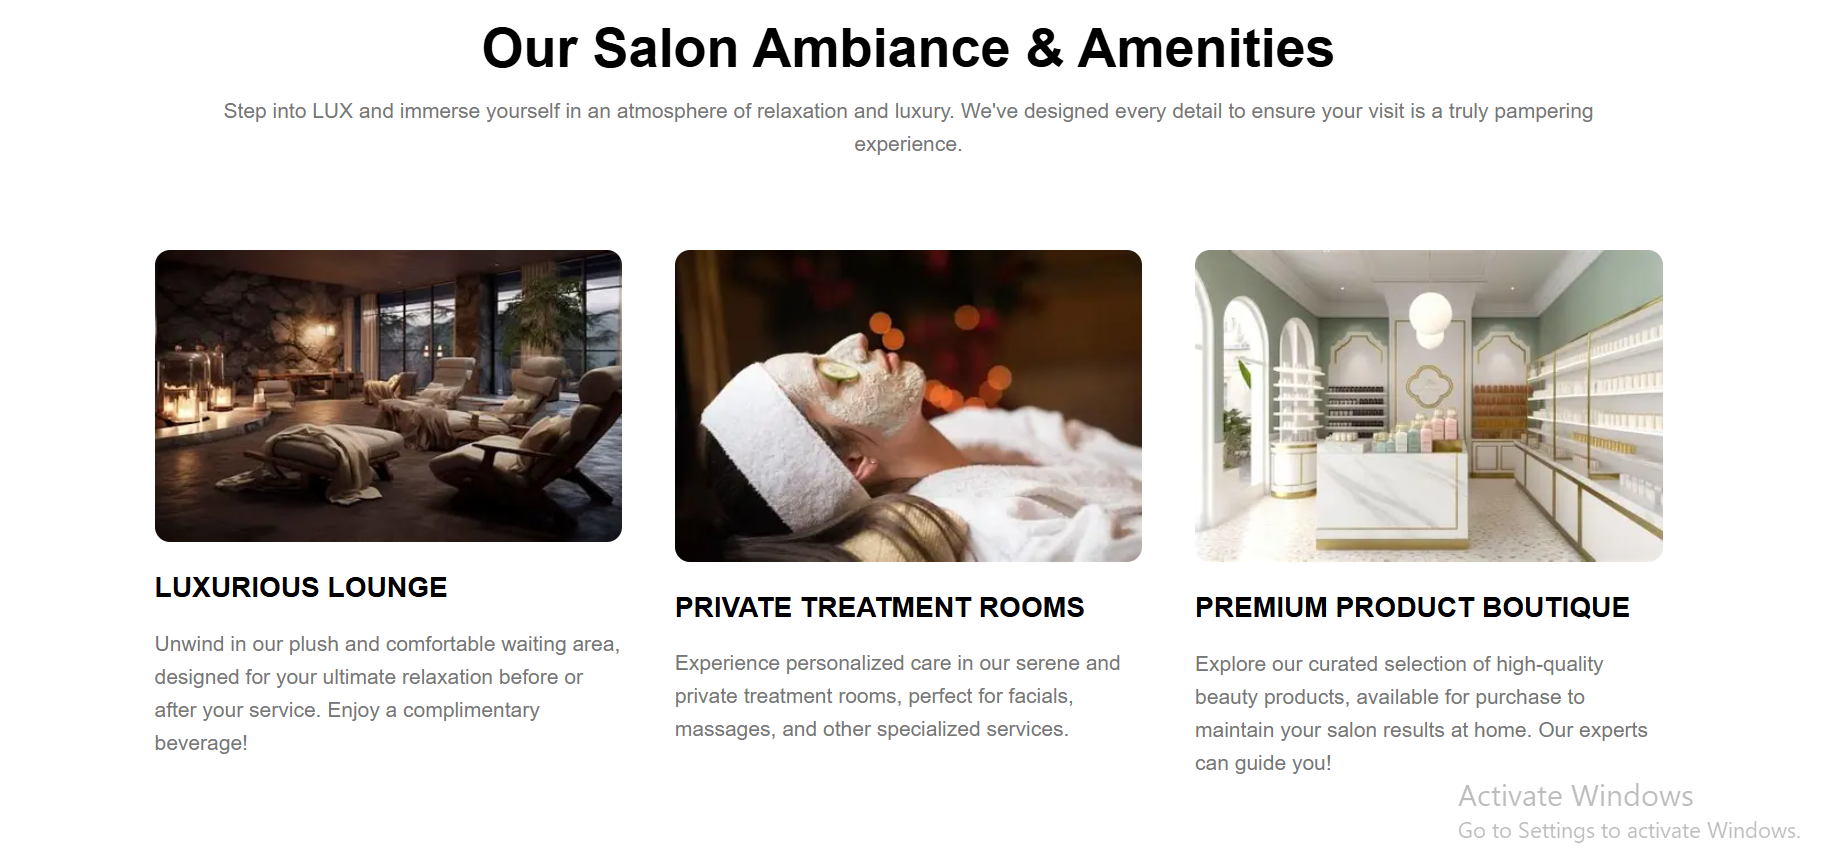 Our Salon Ambiance & Amenities
Step into LUX and immerse yourself in an atmosphere of relaxation and luxury. We've designed every detail to ensure your visit is a truly pampering
experience.
LUXURIOUS LOUNGE
Unwind in our plush and comfortable waiting area,
designed for your ultimate relaxation before or
after your service. Enjoy a complimentary
beverage!
PRIVATE TREATMENT ROOMS
Experience personalized care in our serene and
private treatment rooms, perfect for facials,
massages, and other specialized services.
PREMIUM PRODUCT BOUTIQUE
Explore our curated selection of high-quality
beauty products, available for purchase to
maintain your salon results at home. Our experts
can guide you!
Activate Windows
Go to Settings to activate Windows.